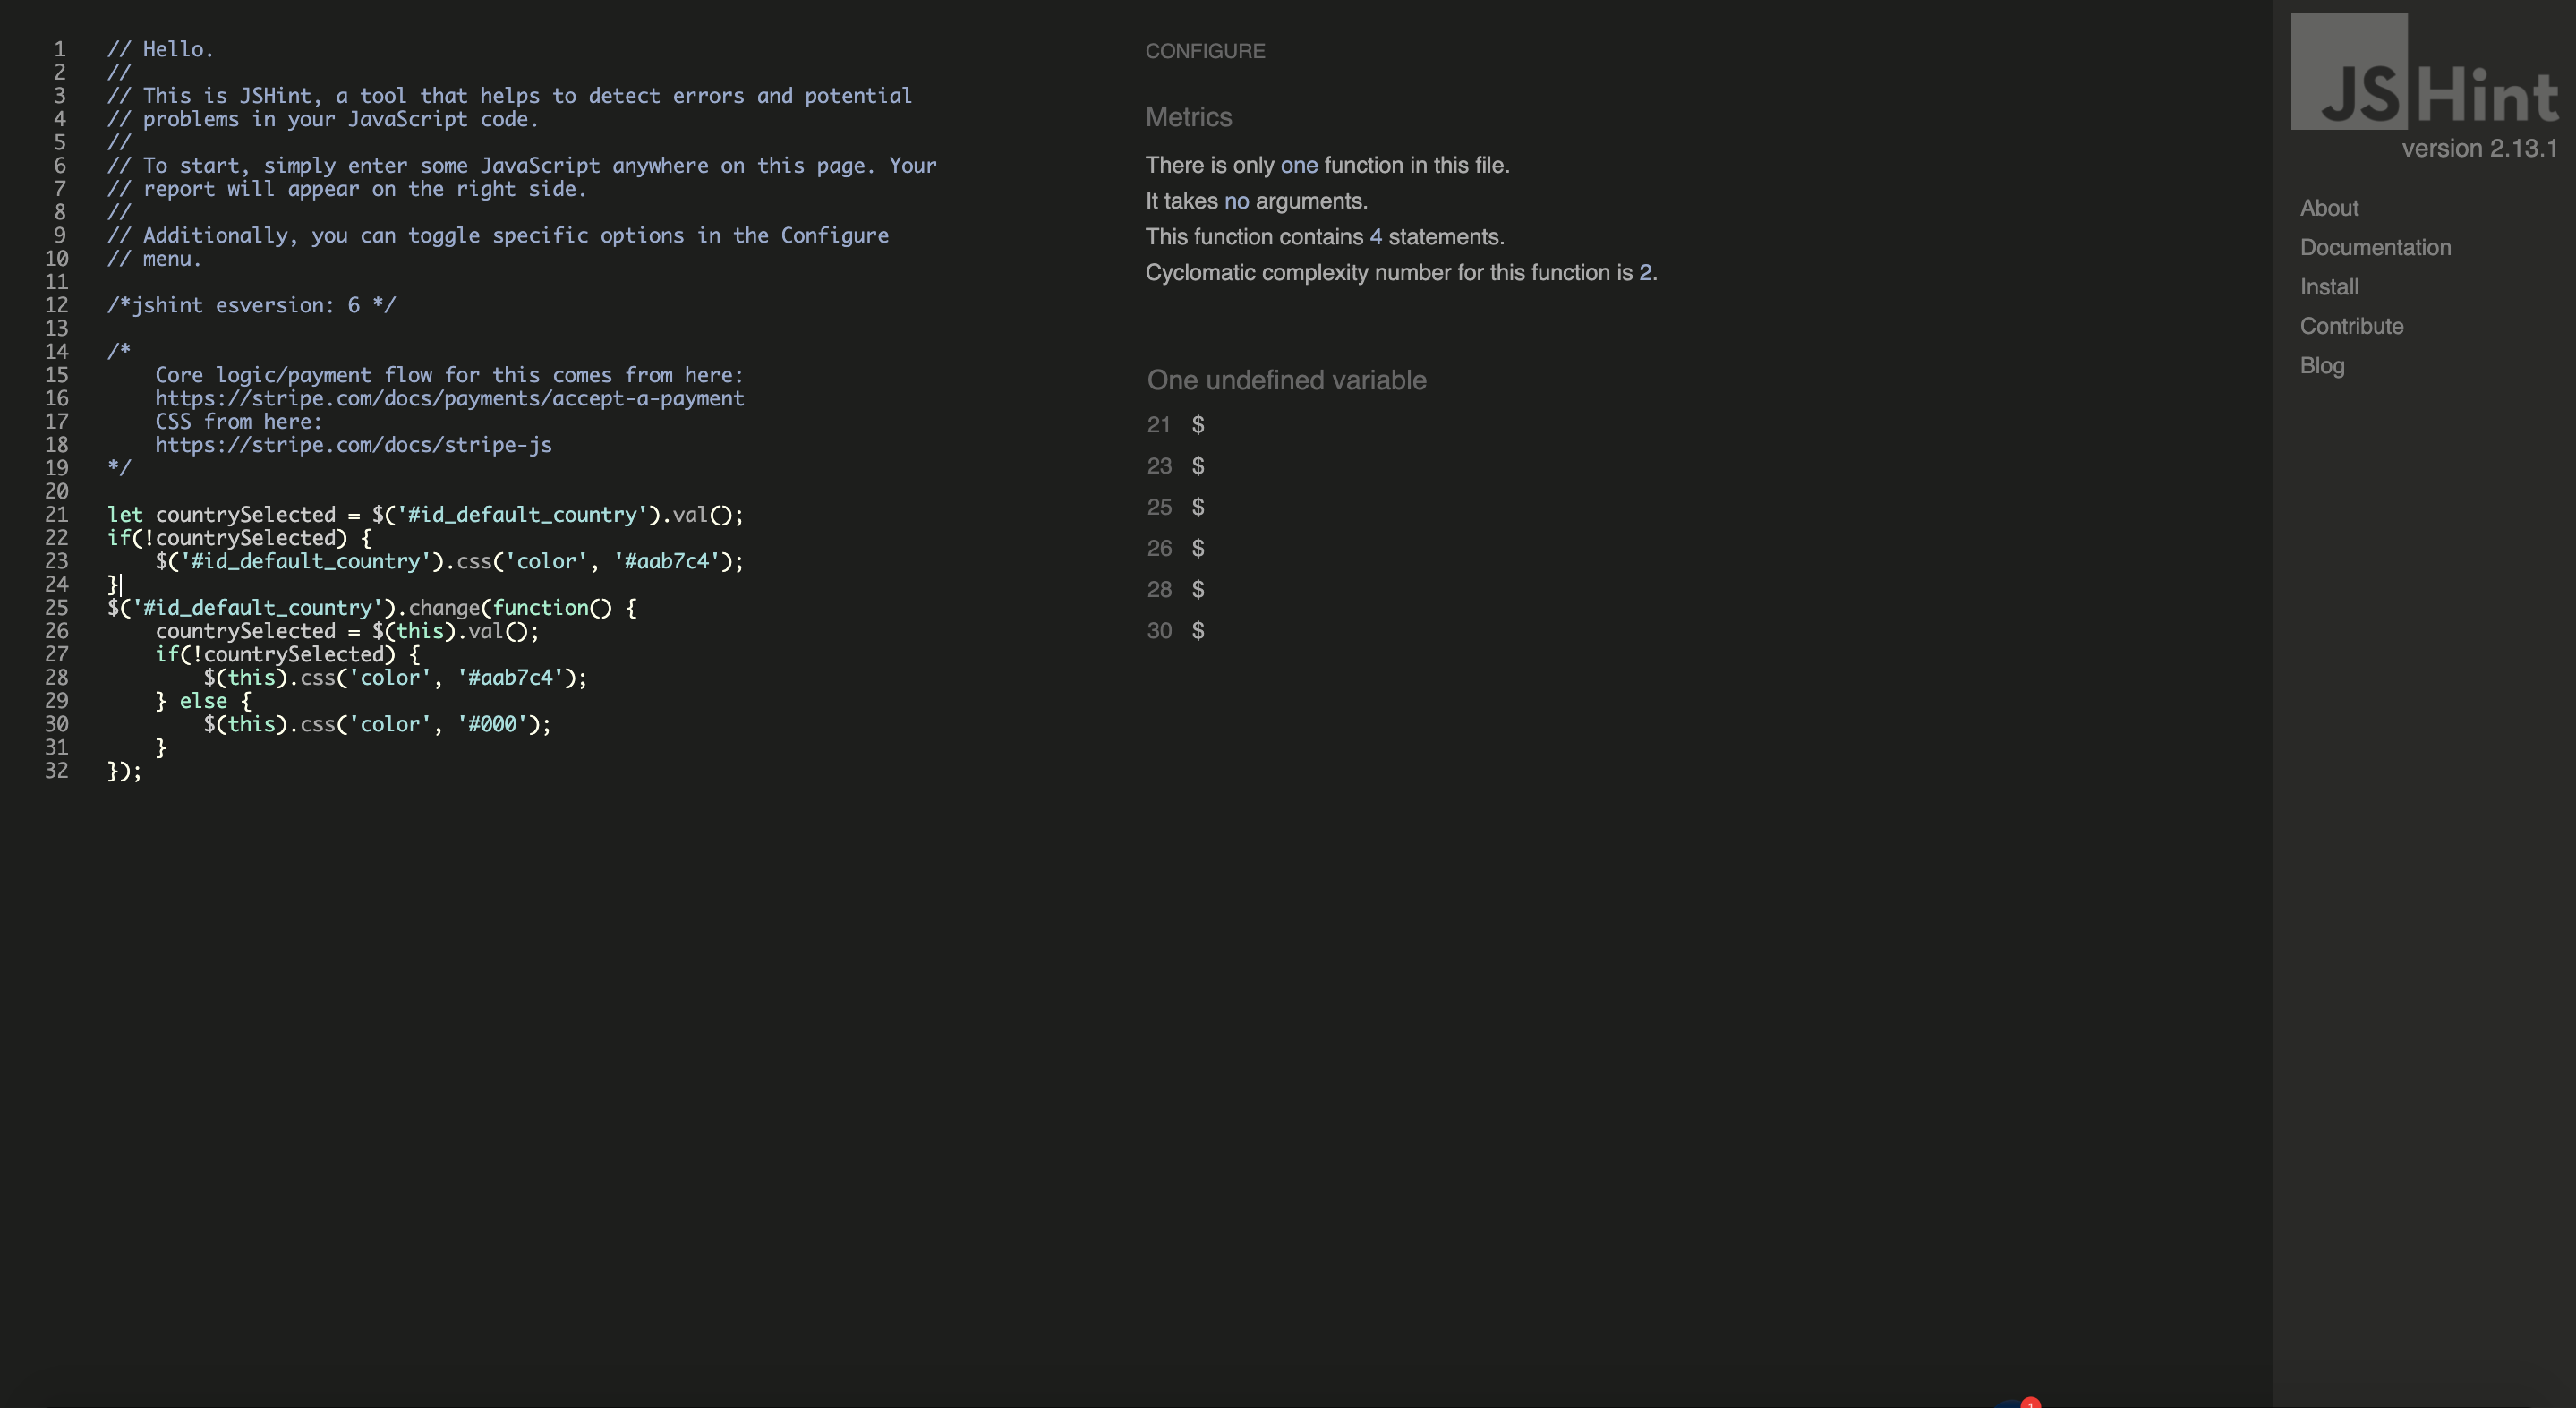 1 // Hello.
2 //
3 // This is JSHint, a tool that helps to detect errors and potential
4 // problems in your JavaScript code.
5 //
6 // To start, simply enter some JavaScript anywhere on this page. Your
7 // report will appear on the right side.
8 //
9 // Additionally, you can toggle specific options in the Configure
10 // menu.
11
12 /*jshint esversion: 6 */
13
14 /*
15     Core logic/payment flow for this comes from here:
16     https://stripe.com/docs/payments/accept-a-payment
17     CSS from here:
18     https://stripe.com/docs/stripe-js
19 */
20
21 let countrySelected = $('#id_default_country').val();
22 if(!countrySelected) {
23     $('#id_default_country').css('color', '#aab7c4');
24 }
25 $('#id_default_country').change(function() {
26     countrySelected = $(this).val();
27     if(!countrySelected) {
28         $(this).css('color', '#aab7c4');
29     } else {
30         $(this).css('color', '#000');
31     }
32 });
CONFIGURE
Metrics
There is only one function in this file.
It takes no arguments.
This function contains 4 statements.
Cyclomatic complexity number for this function is 2.
One undefined variable
21 $
23 $
25 $
26 $
28 $
30 $
JSHint
version 2.13.1
About
Documentation
Install
Contribute
Blog
1